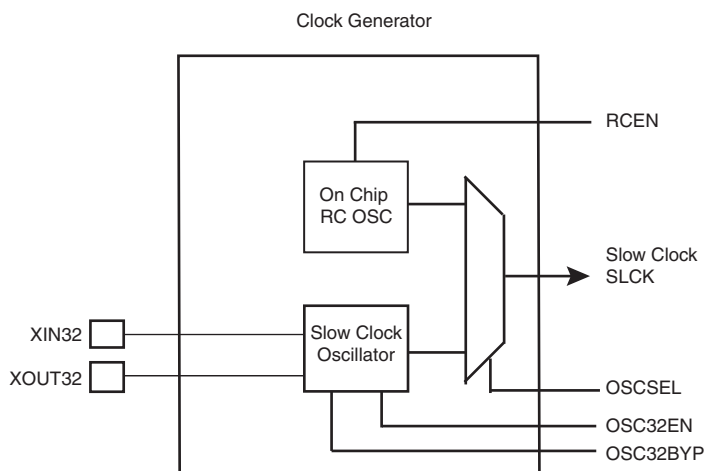 Clock Generator
RCEN
On Chip
RC OSC
Slow Clock
SLCK
XIN32
Slow Clock
Oscillator
XOUT32
OSCSEL
OSC32EN
OSC32BYP